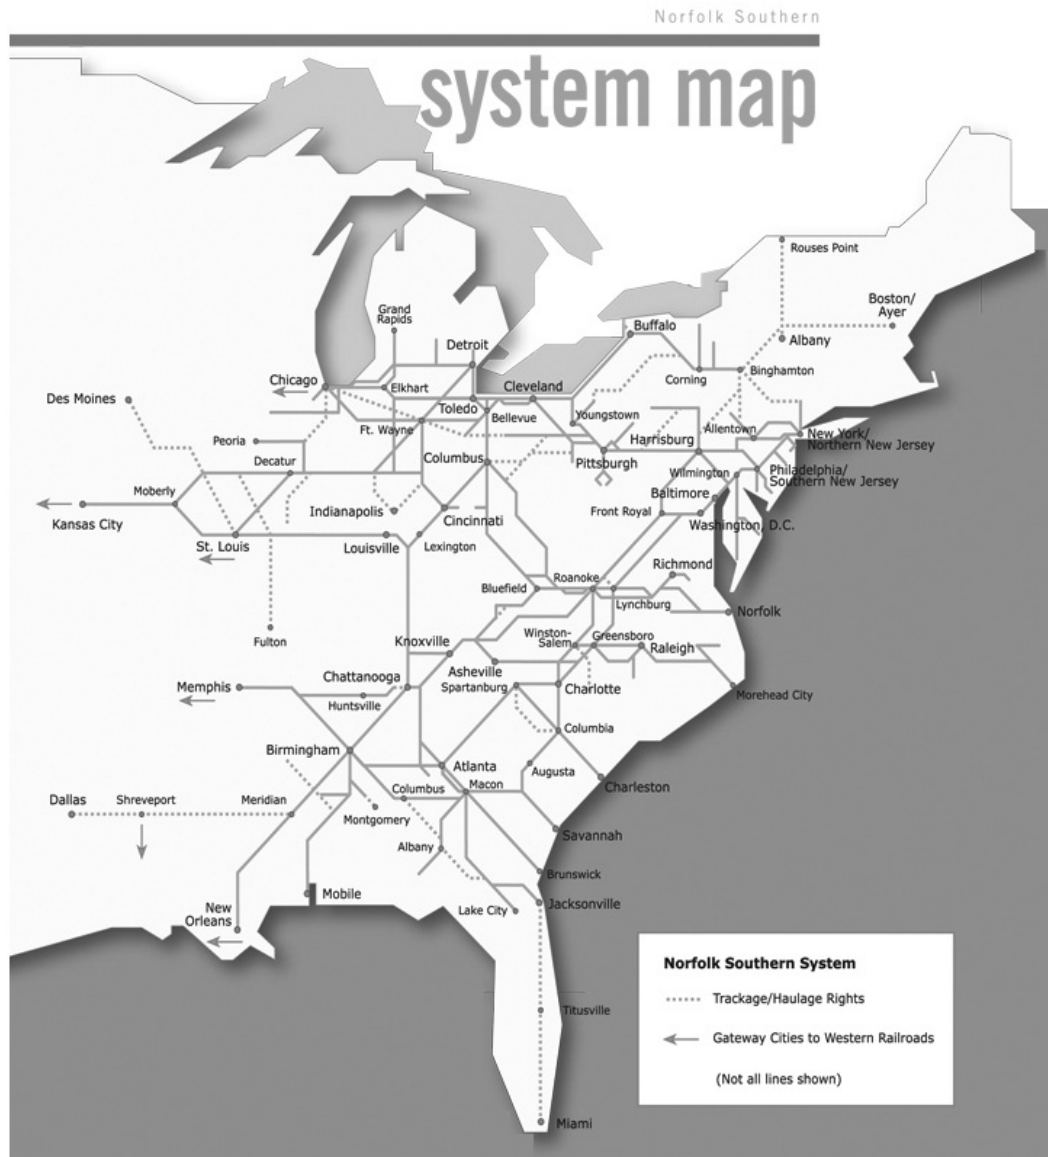 Norfolk Southern
system map
Rouses Point
Boston/
Ayer
Albany
Grand
Rapids
Buffalo
Detroit
Binghamton
Corning
Chicago
Elkhart
Cleveland
Des Moines
Toledo
Bellevue
Youngstown
Ft. Wayne
Allentown
New York/
Northern New Jersey
Peoria
Harrisburg
Decatur
Columbus
Pittsburgh
Wilmington
Philadelphia/
Southern New Jersey
Moberly
Baltimore
Kansas City
Indianapolis
Cincinnati
Front Royal
Washington, D.C.
St. Louis
Louisville
Lexington
Richmond
Roanoke
Bluefield
Lynchburg
Norfolk
Fulton
Knoxville
Winston-
Salem
Greensboro
Raleigh
Asheville
Chattanooga
Memphis
Spartanburg
Charlotte
Morehead City
Huntsville
Columbia
Birmingham
Atlanta
Augusta
Charleston
Columbus
Macon
Dallas
Shreveport
Meridian
Montgomery
Savannah
Albany
Brunswick
Mobile
Jacksonville
New
Orleans
Lake City
Norfolk Southern System
Trackage/Haulage Rights
Titusville
Gateway Cities to Western Railroads
(Not all lines shown)
Miami